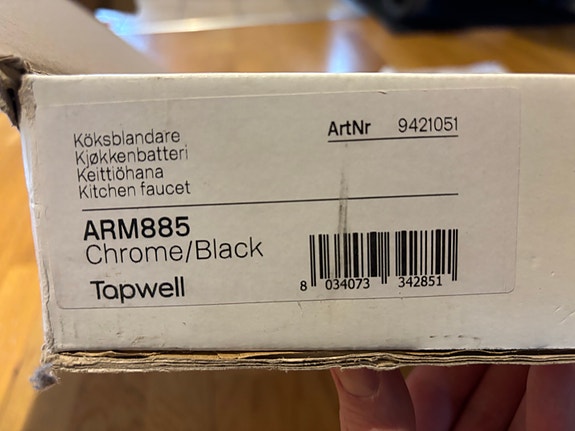 Köksblandare
Kjøkkenbatteri
Keittiöhana
Kitchen faucet
ArtNr 9421051
ARM885
Chrome/Black
Tapwell
8 034073 342851